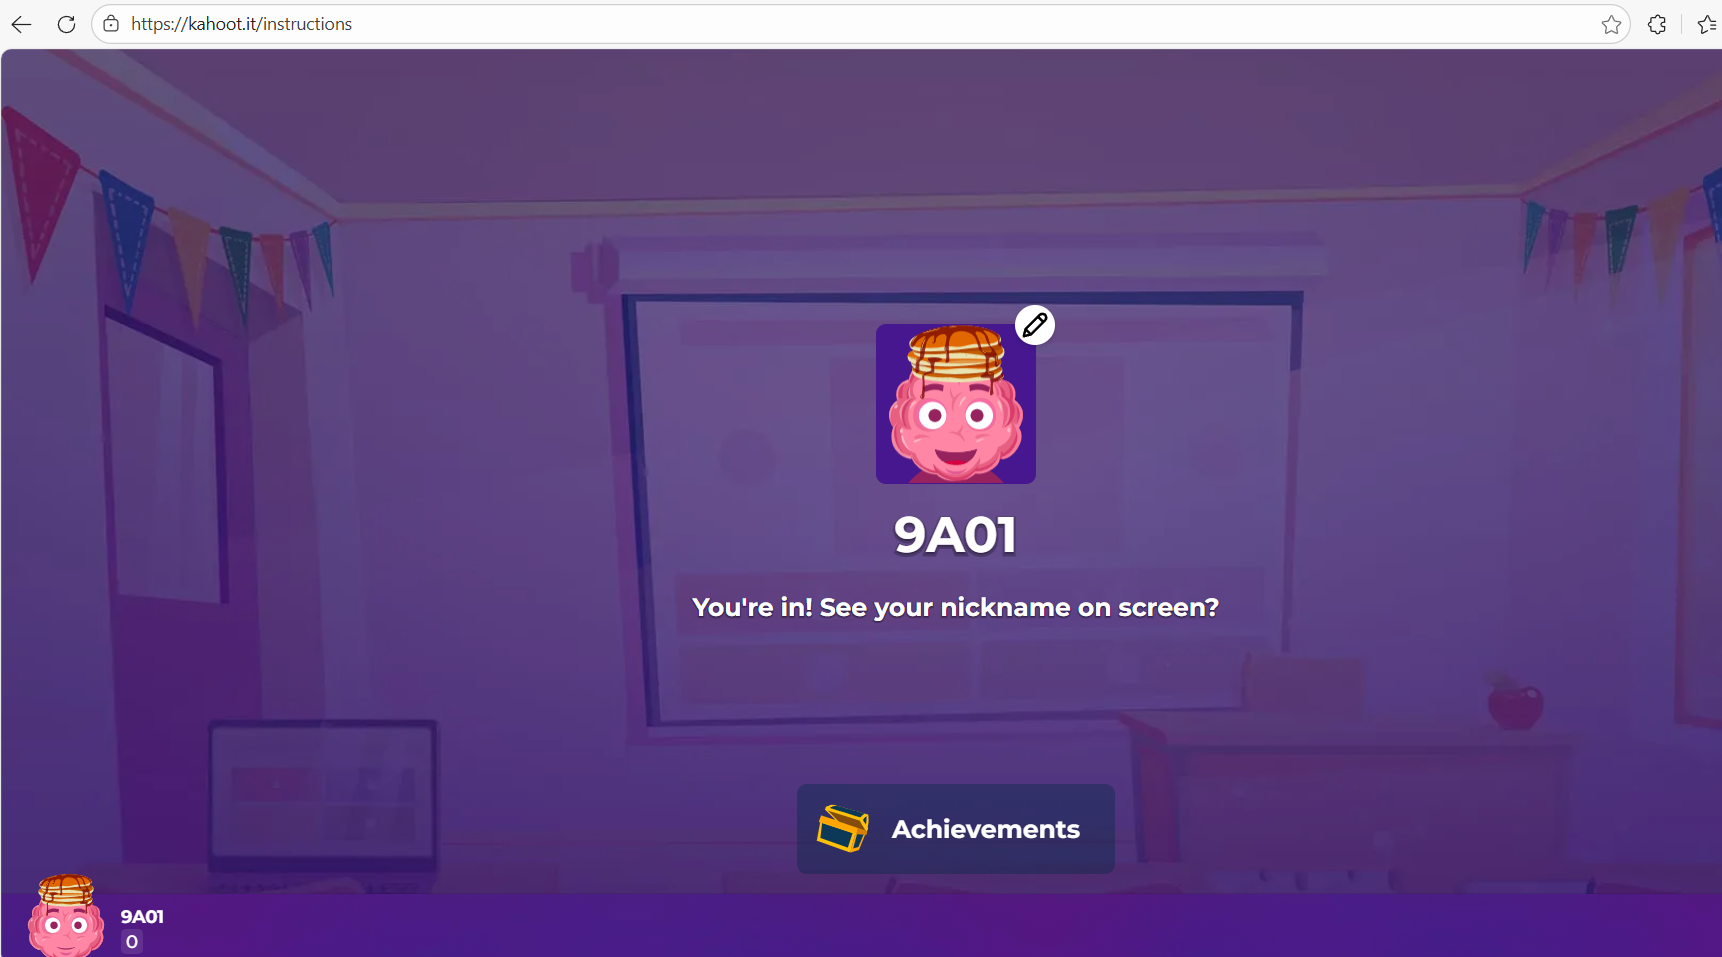 https://kahoot.it/instructions
9A01
You're in! See your nickname on screen?
Achievements
9A01
0